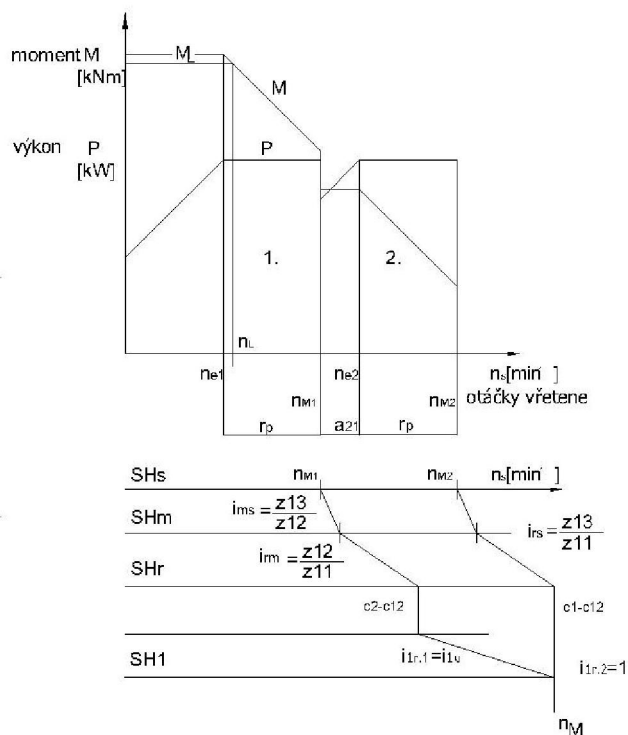 moment M
[kNm]
M_L
M
výkon P
[kW]
P
1.
2.
n_L
n_e1
n_e2
n_s[min ]
n_M1
n_M2
otáčky vřetene
r_p
a_21
r_p
SHs
n_M1
n_M2
n_s[min ]
SHm
i_ms = z13/z12
i_rs = z13/z11
i_rm = z12/z11
SHr
c2-c12
c1-c12
SH1
i_1r.1=i_1v
i_1r.2=1
n_M